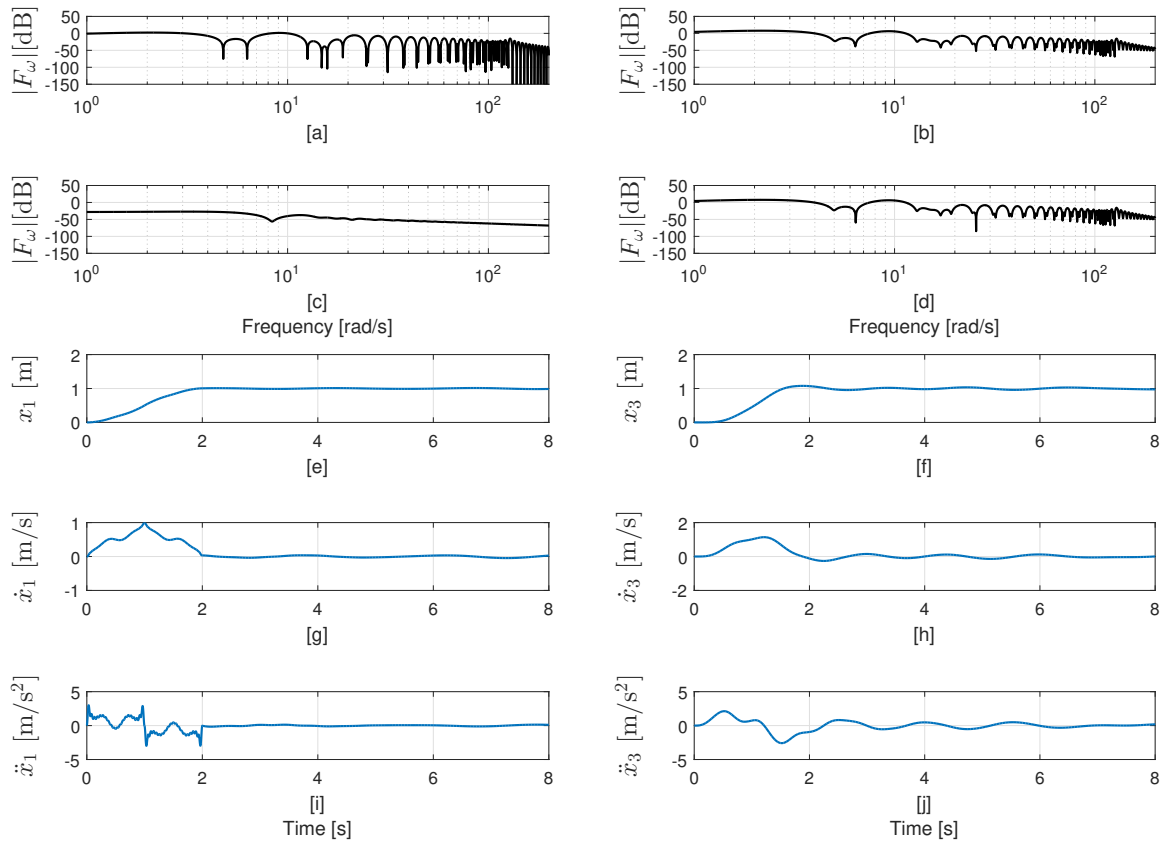 |F_ω|[dB]
50
0
-50
-100
-150
10^0
10^1
10^2
[a]
|F_ω|[dB]
50
0
-50
-100
-150
10^0
10^1
10^2
[b]
|F_ω|[dB]
50
0
-50
-100
-150
10^0
10^1
10^2
[c]
Frequency [rad/s]
|F_ω|[dB]
50
0
-50
-100
-150
10^0
10^1
10^2
[d]
Frequency [rad/s]
x_1 [m]
2
1
0
0 2 4 6 8
[e]
x_3 [m]
2
1
0
0 2 4 6 8
[f]
ẋ_1 [m/s]
1
0
-1
0 2 4 6 8
[g]
ẋ_3 [m/s]
2
0
-2
0 2 4 6 8
[h]
ẍ_1 [m/s^2]
5
0
-5
0 2 4 6 8
[i]
Time [s]
ẍ_3 [m/s^2]
5
0
-5
0 2 4 6 8
[j]
Time [s]